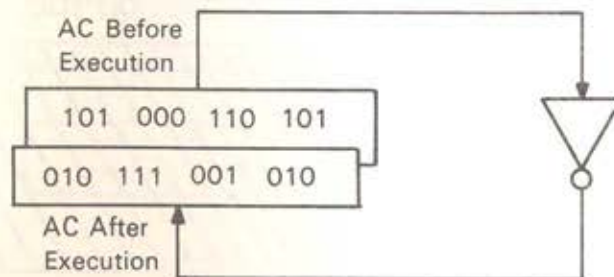 AC Before
Execution
101 000 110 101
010 111 001 010
AC After
Execution